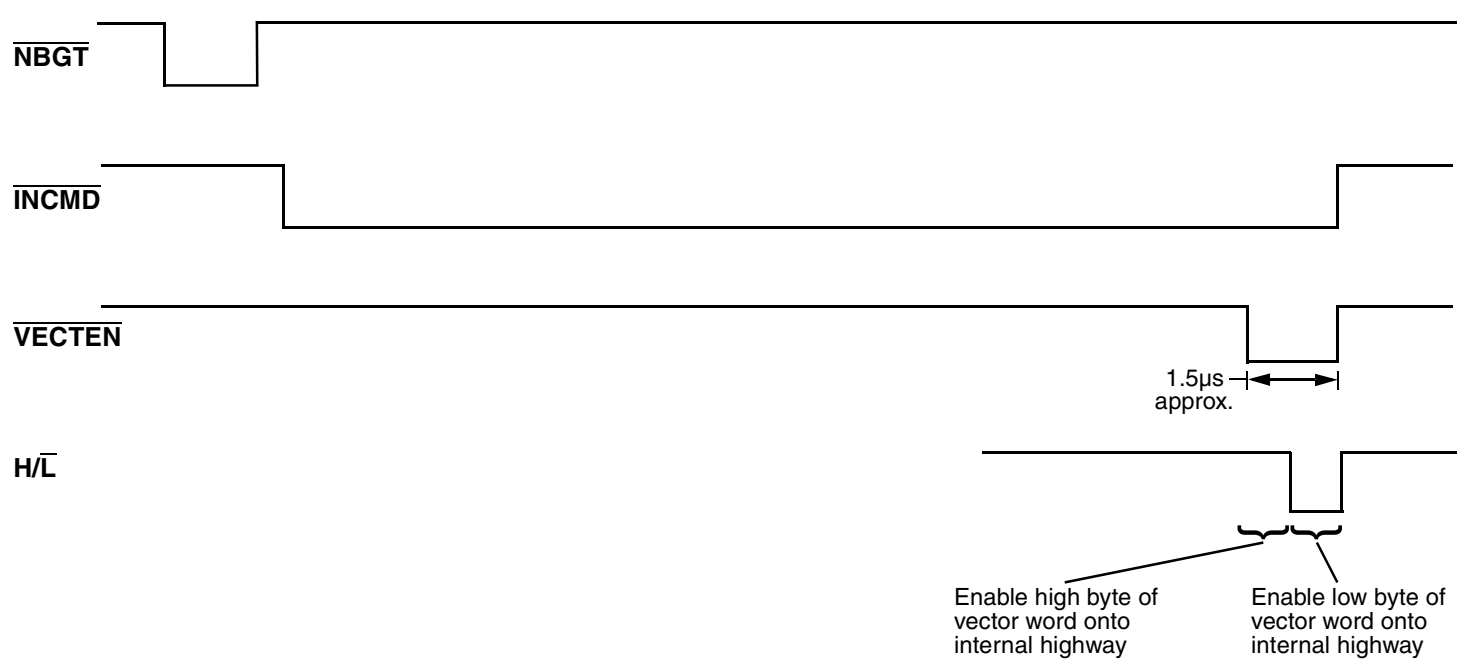 NBGT
INCMD
VECTEN
1.5µs
approx.
H/L
Enable high byte of
vector word onto
internal highway
Enable low byte of
vector word onto
internal highway